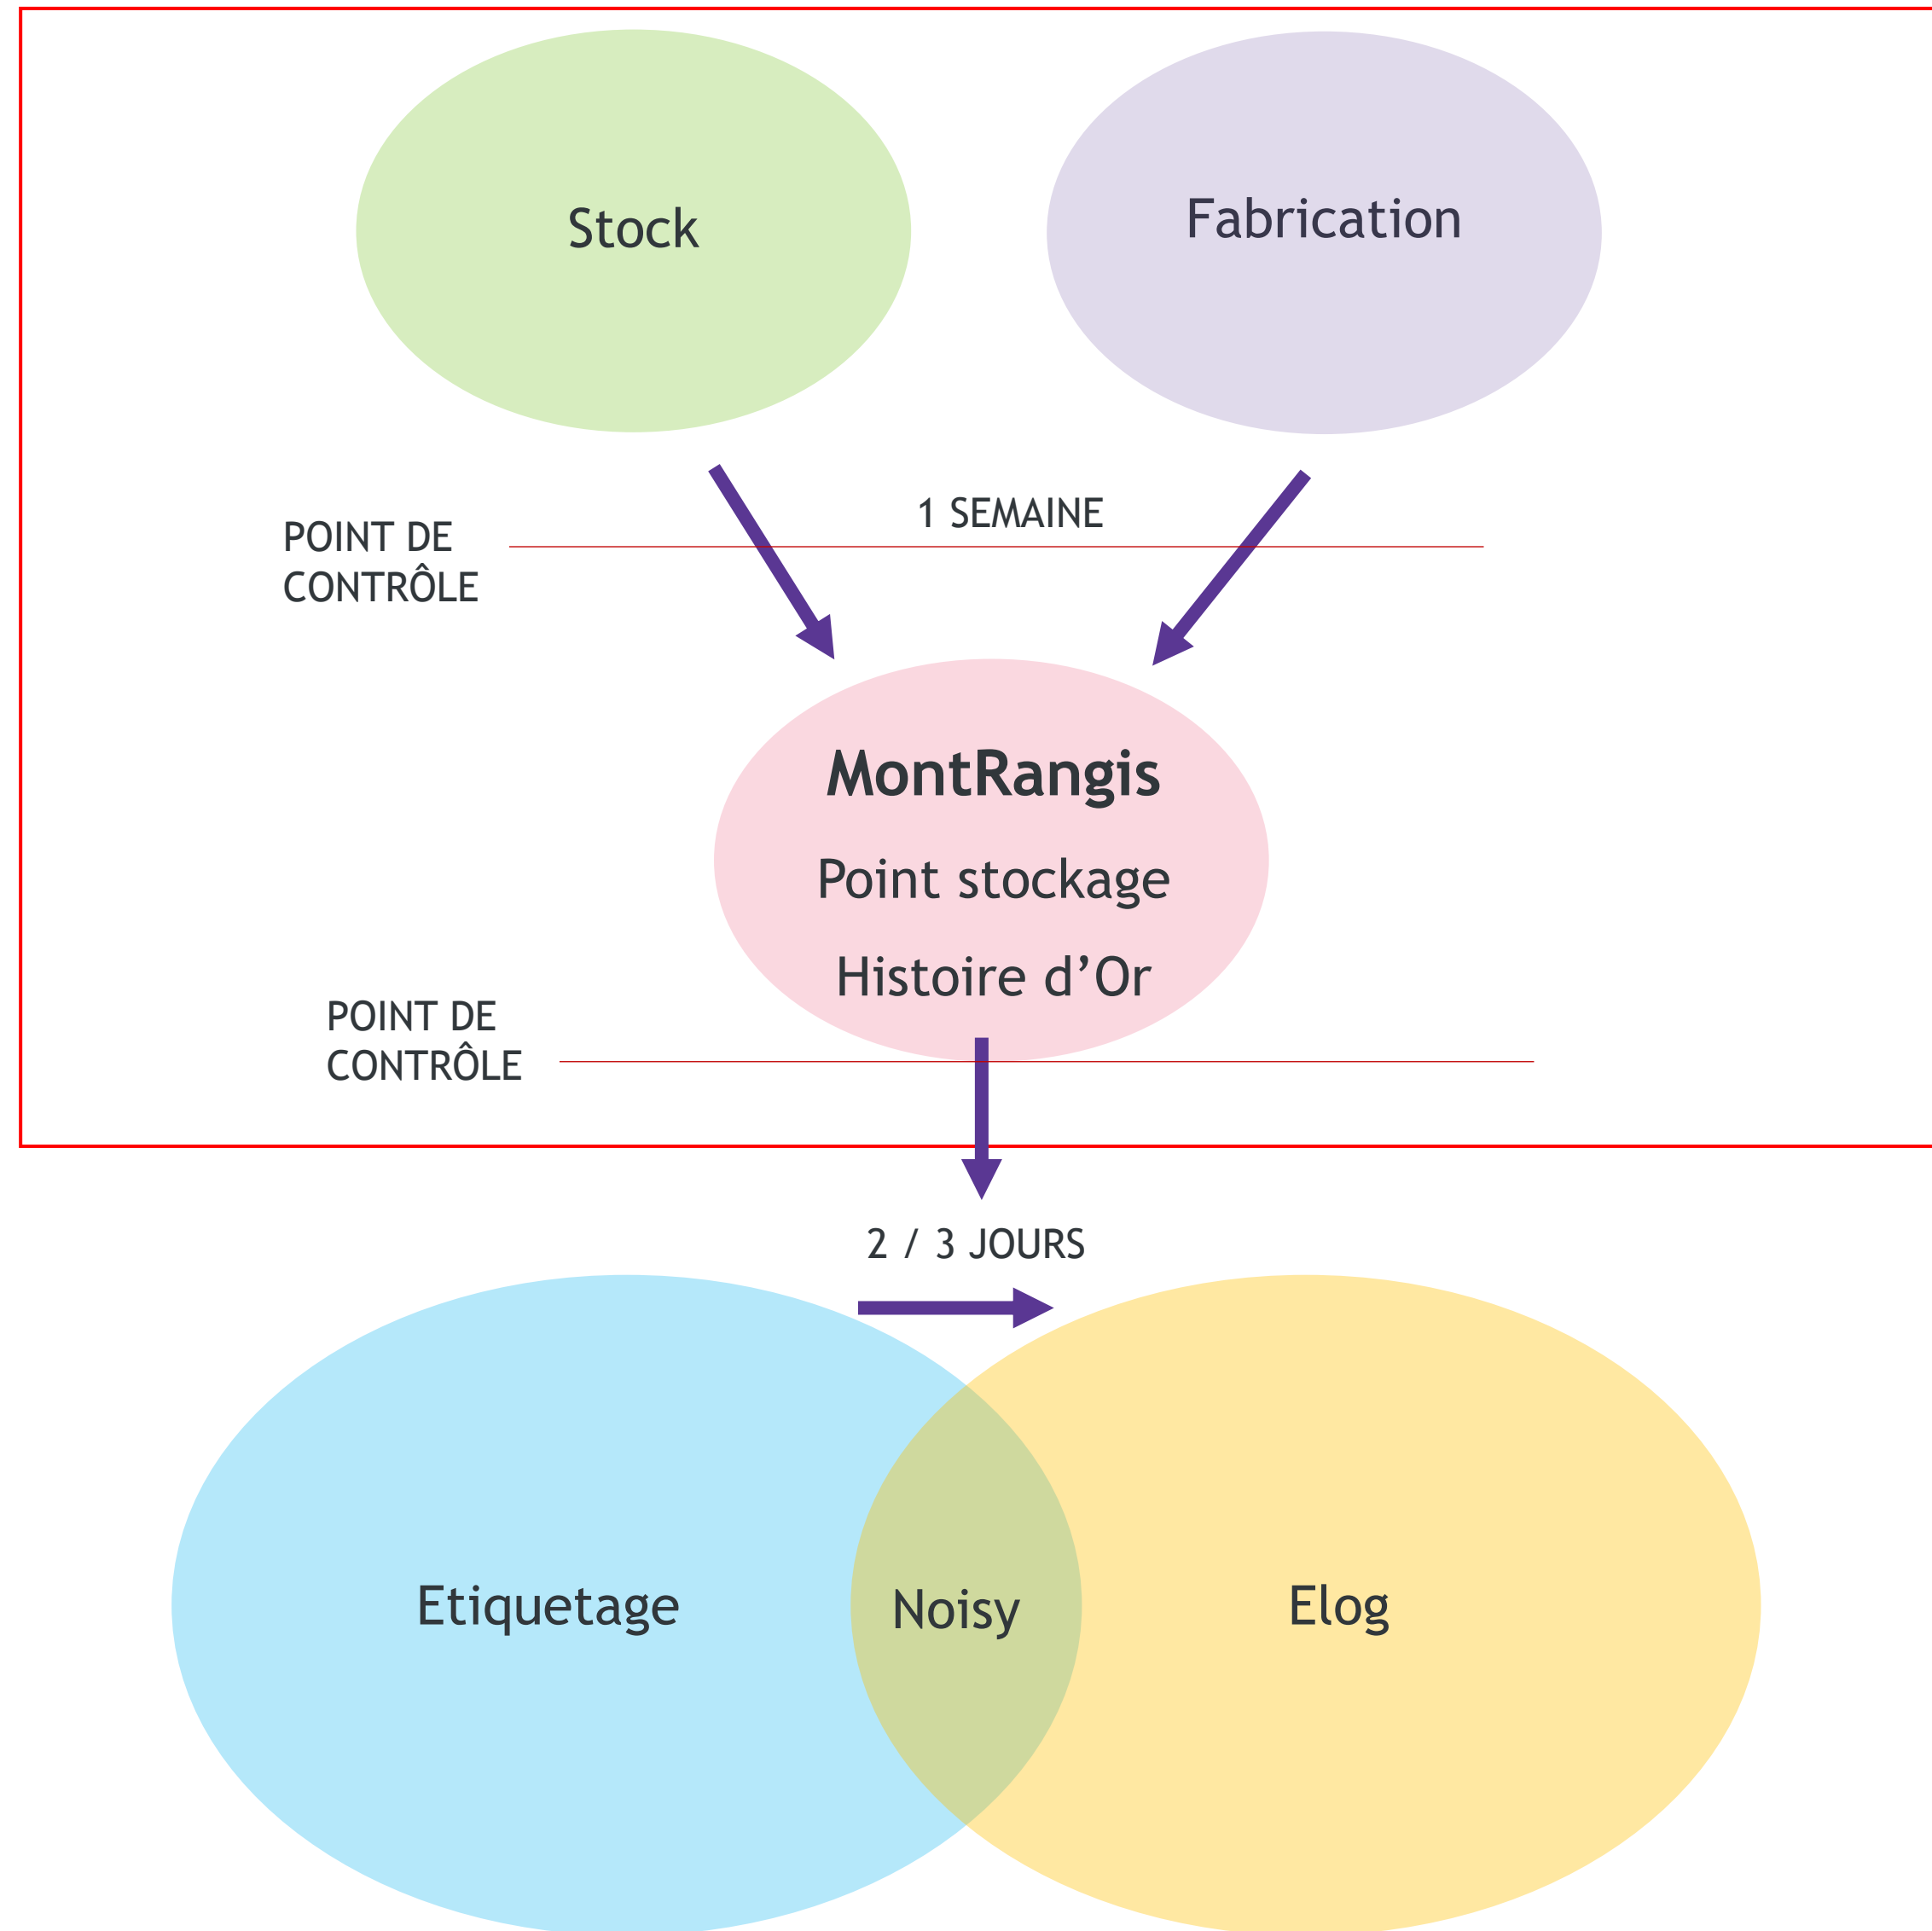 Stock
Fabrication
1 SEMAINE
POINT DE
CONTRÔLE
MontRangis
Point stockage
Histoire d’Or
POINT DE
CONTRÔLE
2 / 3 JOURS
Etiquetage
Noisy
Elog